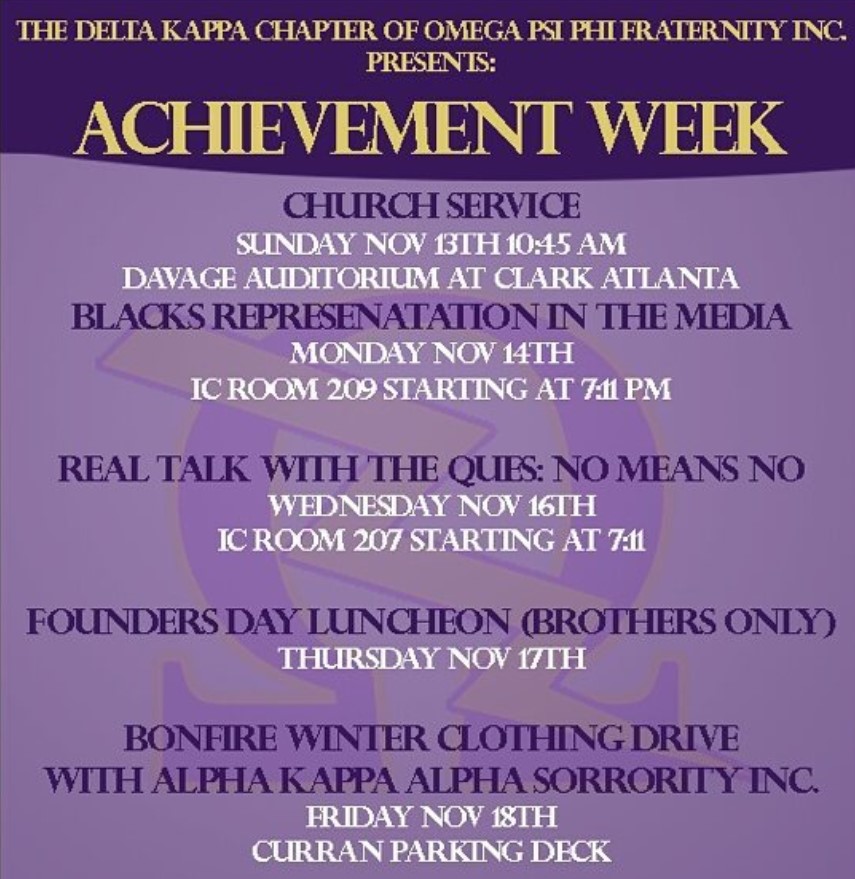 THE DELTA KAPPA CHAPTER OF OMEGA PSI PHI FRATERNITY INC.
PRESENTS:
ACHIEVEMENT WEEK
CHURCH SERVICE
SUNDAY NOV 13TH 10:45 AM
DAVAGE AUDITORIUM AT CLARK ATLANTA
BLACKS REPRESENATATION IN THE MEDIA
MONDAY NOV 14TH
IC ROOM 209 STARTING AT 7:11 PM
REAL TALK WITH THE QUES: NO MEANS NO
WEDNESDAY NOV 16TH
IC ROOM 207 STARTING AT 7:11
FOUNDERS DAY LUNCHEON (BROTHERS ONLY)
THURSDAY NOV 17TH
BONFIRE WINTER CLOTHING DRIVE
WITH ALPHA KAPPA ALPHA SORRORITY INC.
FRIDAY NOV 18TH
CURRAN PARKING DECK